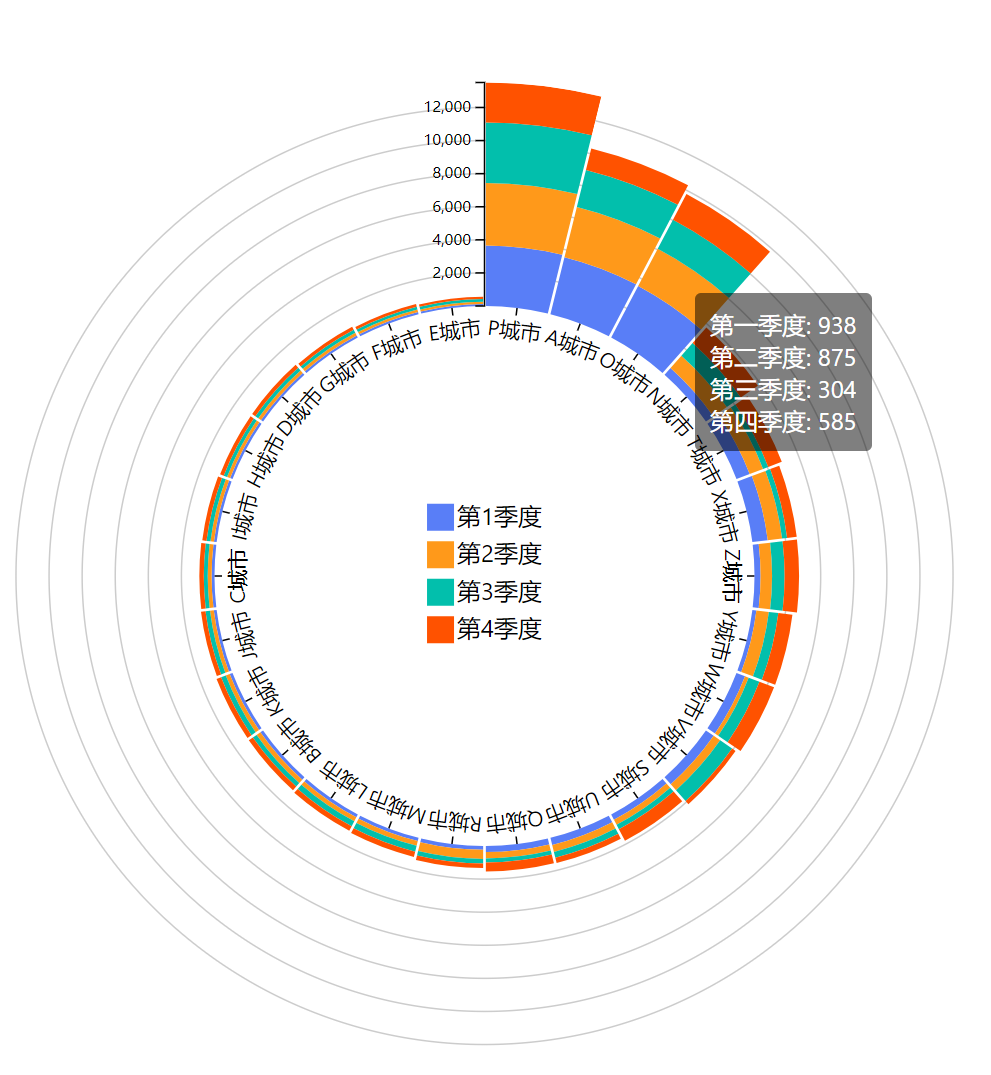 12,000
10,000
8,000
6,000
4,000
2,000
P城市
A城市
O城市
N城市
T城市
X城市
Z城市
Y城市
W城市
V城市
S城市
U城市
Q城市
R城市
M城市
L城市
B城市
K城市
J城市
C城市
I城市
H城市
D城市
G城市
F城市
E城市
第一季度: 938
第二季度: 875
第三季度: 304
第四季度: 585
第1季度
第2季度
第3季度
第4季度